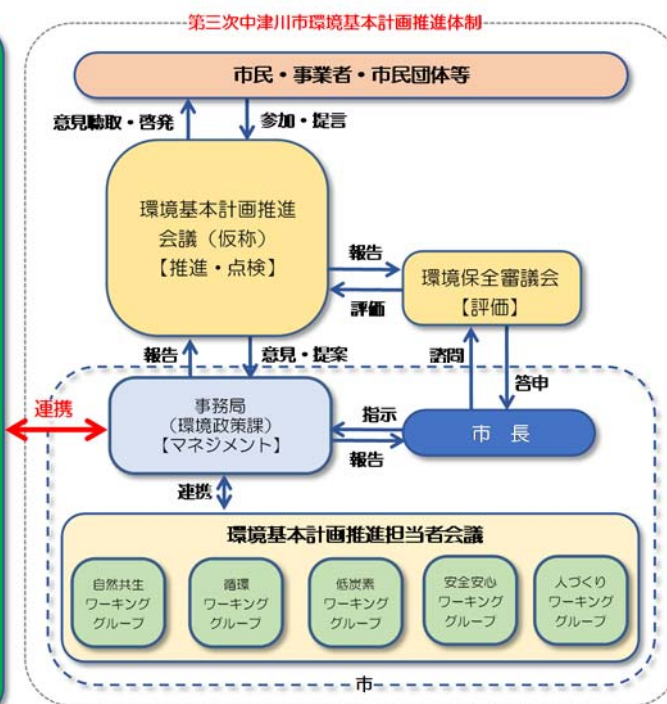 第三次中津川市環境基本計画推進体制
市民・事業者・市民団体等
意見聴取・啓発
参加・提言
環境基本計画推進
会議（仮称）
【推進・点検】
報告
評価
環境保全審議会
【評価】
報告
意見・提案
諮問
答申
連携
事務局
（環境政策課）
【マネジメント】
指示
報告
市 長
連携
環境基本計画推進担当者会議
自然共生
ワーキング
グループ
循環
ワーキング
グループ
低炭素
ワーキング
グループ
安全安心
ワーキング
グループ
人づくり
ワーキング
グループ
市